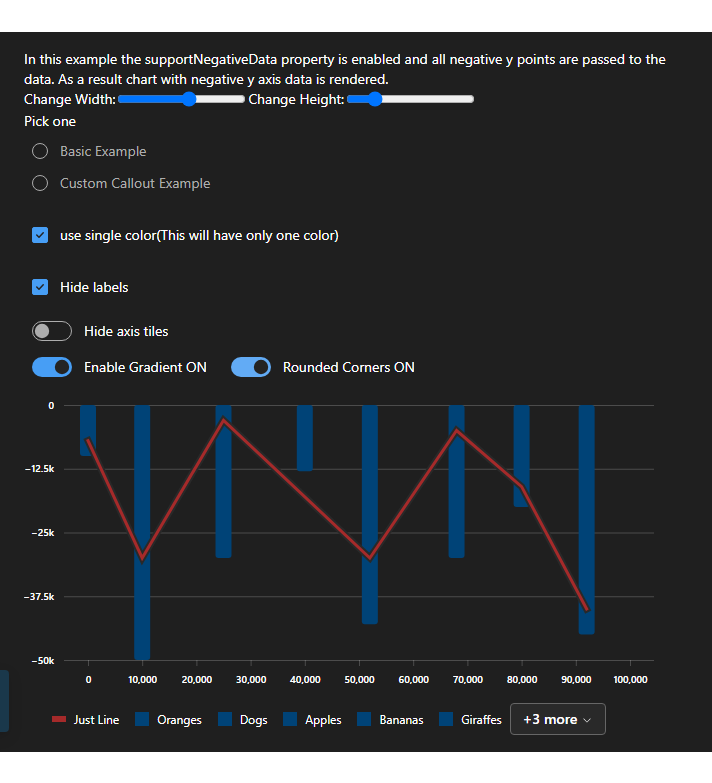 In this example the supportNegativeData property is enabled and all negative y points are passed to the
data. As a result chart with negative y axis data is rendered.
Change Width: Change Height:
Pick one
Basic Example
Custom Callout Example
use single color(This will have only one color)
Hide labels
Hide axis tiles
Enable Gradient ON Rounded Corners ON
0
−12.5k
−25k
−37.5k
−50k
0 10,000 20,000 30,000 40,000 50,000 60,000 70,000 80,000 90,000 100,000
Just Line Oranges Dogs Apples Bananas Giraffes +3 more